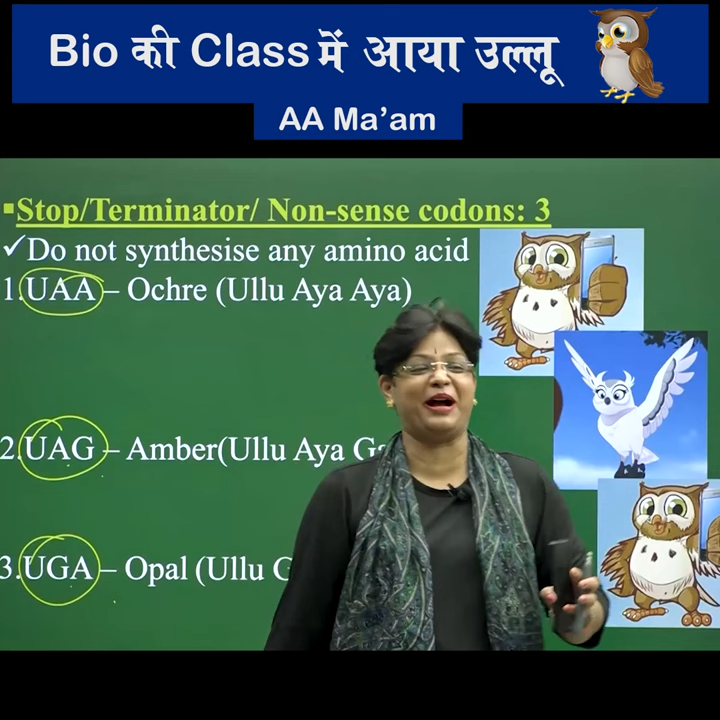 Bio की Class में आया उल्लू
AA Ma’am
▪Stop/Terminator/ Non-sense codons: 3
✓Do not synthesise any amino acid
1.UAA – Ochre (Ullu Aya Aya)
2.UAG – Amber(Ullu Aya
3.UGA – Opal (Ullu